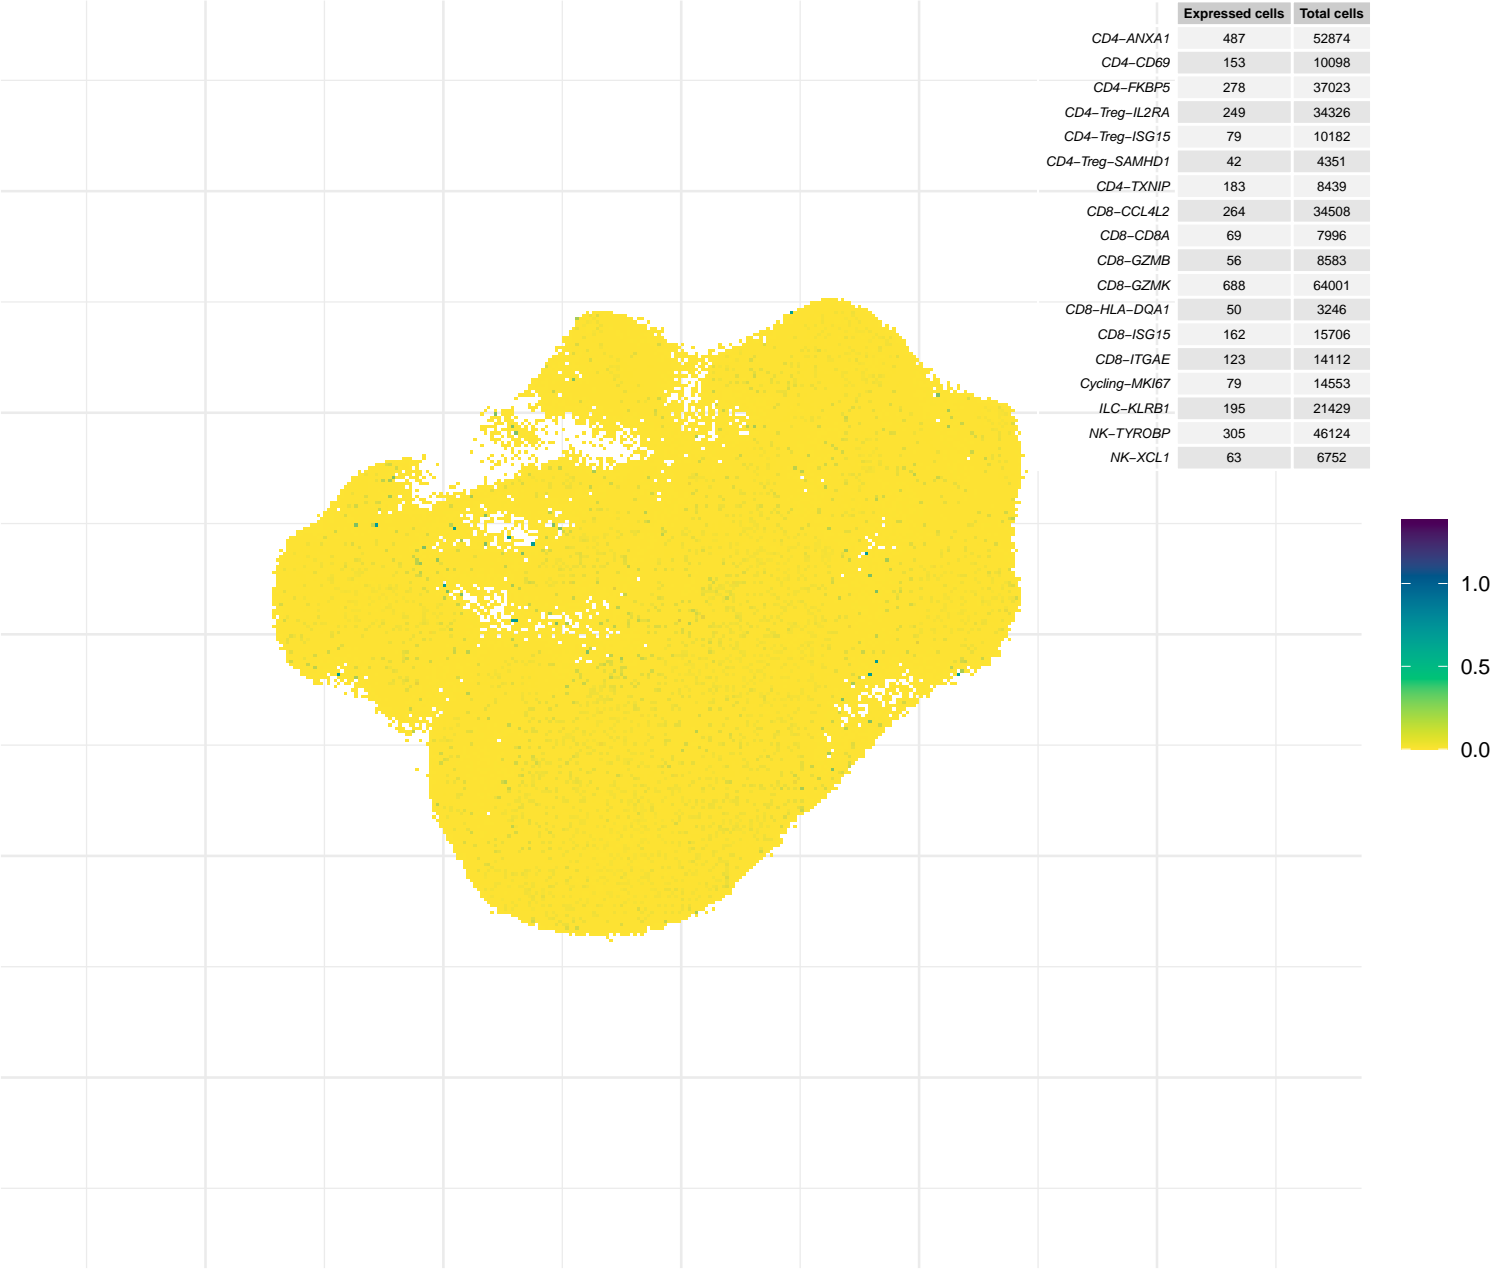 Expressed cells Total cells
CD4−ANXA1 487 52874
CD4−CD69 153 10098
CD4−FKBP5 278 37023
CD4−Treg−IL2RA 249 34326
CD4−Treg−ISG15 79 10182
CD4−Treg−SAMHD1 42 4351
CD4−TXNIP 183 8439
CD8−CCL4L2 264 34508
CD8−CD8A 69 7996
CD8−GZMB 56 8583
CD8−GZMK 688 64001
CD8−HLA−DQA1 50 3246
CD8−ISG15 162 15706
CD8−ITGAE 123 14112
Cycling−MKI67 79 14553
ILC−KLRB1 195 21429
NK−TYROBP 305 46124
NK−XCL1 63 6752
1.0
0.5
0.0